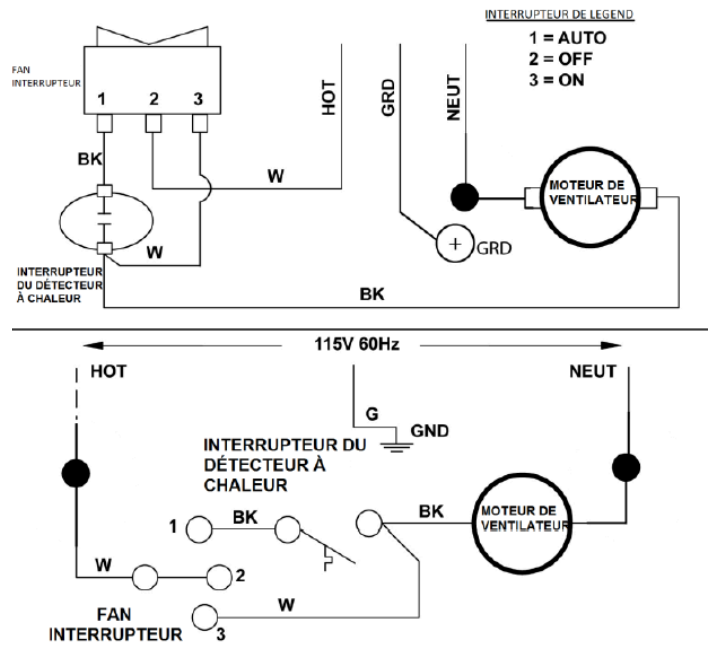 INTERRUPTEUR DE LEGEND
1 = AUTO
2 = OFF
3 = ON
FAN
INTERRUPTEUR
1 2 3
HOT
GRD
NEUT
BK
W
W
MOTEUR DE
VENTILATEUR
GRD
INTERRUPTEUR
DU DÉTECTEUR
À CHALEUR
BK
115V 60Hz
HOT
NEUT
G
GND
INTERRUPTEUR DU
DÉTECTEUR À
CHALEUR
1
BK
BK
MOTEUR DE
VENTILATEUR
W
2
W
FAN
INTERRUPTEUR
3